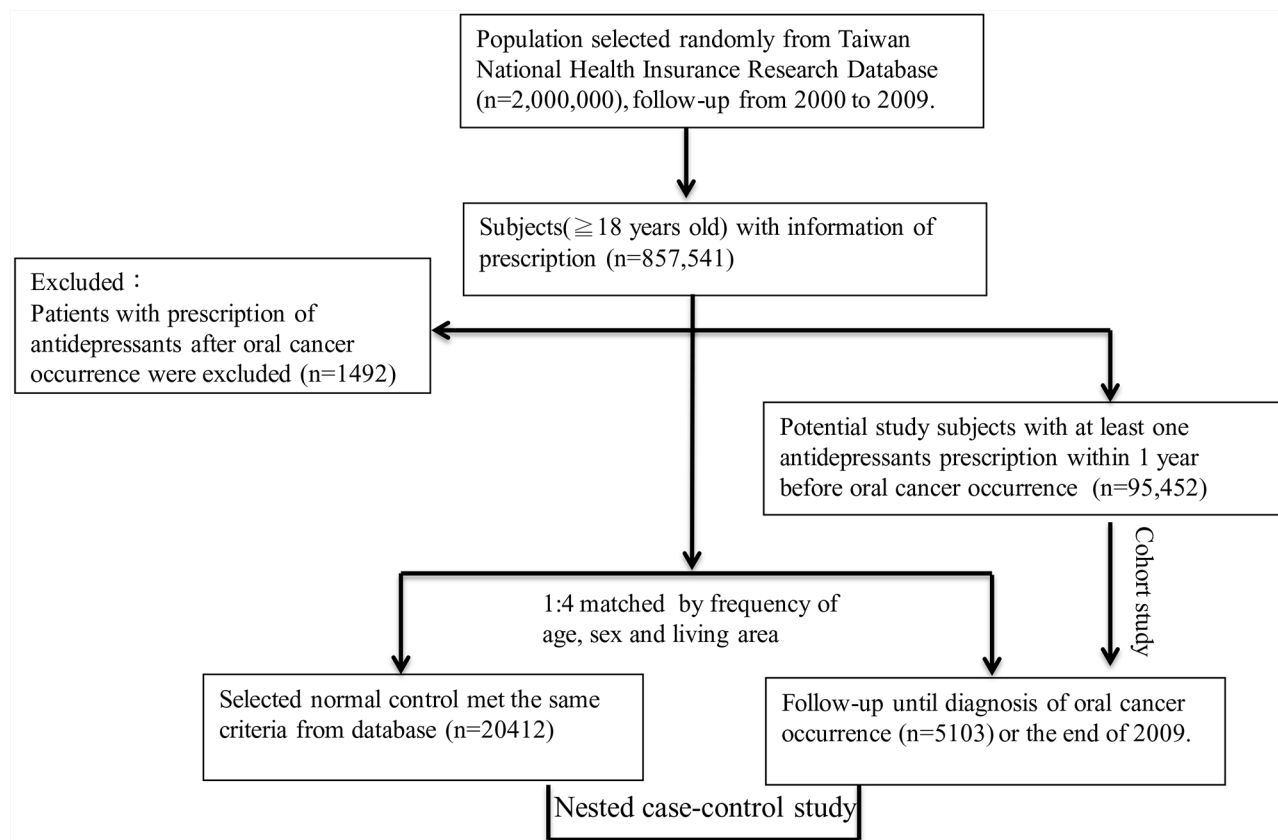 Population selected randomly from Taiwan
National Health Insurance Research Database
(n=2,000,000), follow-up from 2000 to 2009.
Subjects(≧18 years old) with information of
prescription (n=857,541)
Excluded：
Patients with prescription of
antidepressants after oral cancer
occurrence were excluded (n=1492)
Potential study subjects with at least one
antidepressants prescription within 1 year
before oral cancer occurrence (n=95,452)
Cohort study
1:4 matched by frequency of
age, sex and living area
Selected normal control met the same
criteria from database (n=20412)
Follow-up until diagnosis of oral cancer
occurrence (n=5103) or the end of 2009.
Nested case-control study